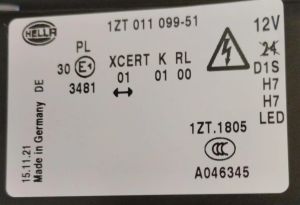 HELLA
1ZT 011 099-51
12V
24
D1S
H7
H7
LED
PL
30 E1
3481
XCERT K RL
01 01 00
1ZT.1805
CCC
A046345
15.11.21
Made in Germany DE